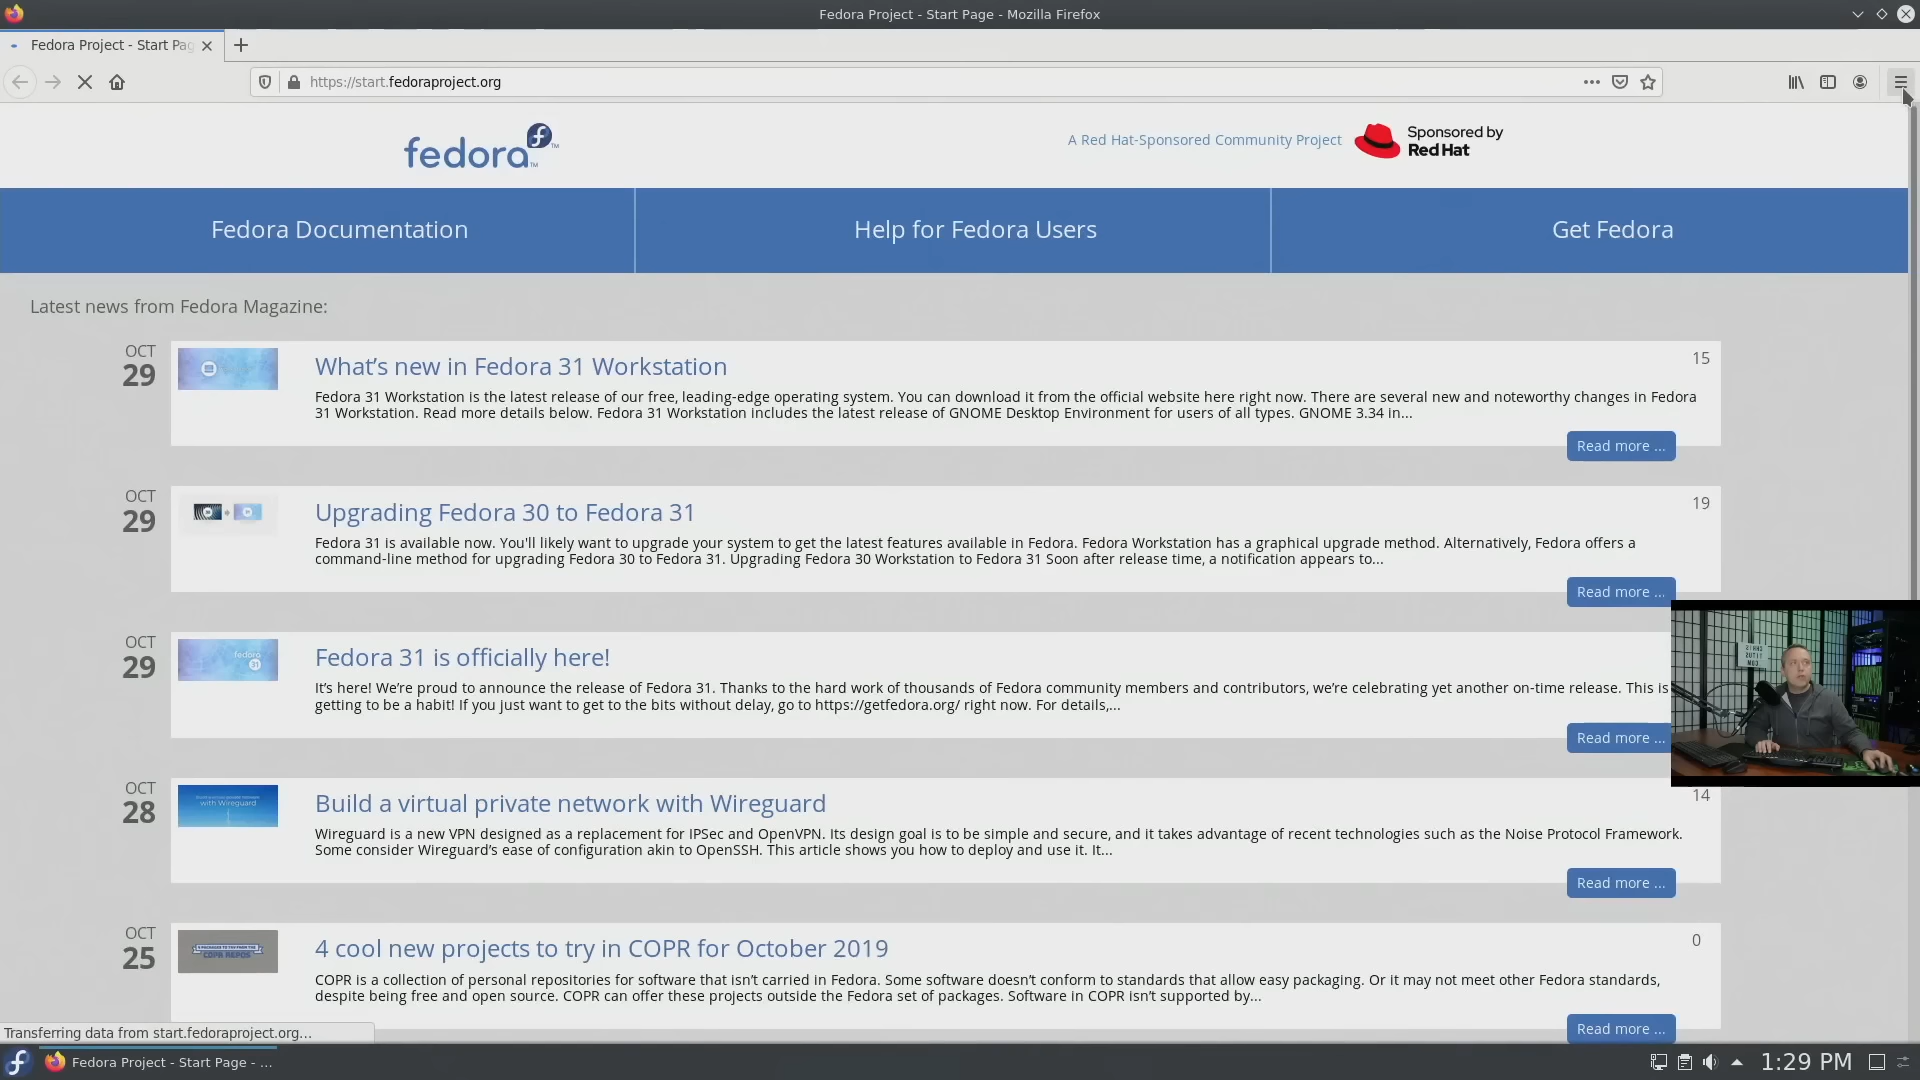 Fedora Project - Start Page - Mozilla Firefox
Fedora Project - Start Pag
https://start.fedoraproject.org
fedora™
A Red Hat-Sponsored Community Project
Sponsored by
Red Hat
Fedora Documentation
Help for Fedora Users
Get Fedora
Latest news from Fedora Magazine:
OCT
29
What’s new in Fedora 31 Workstation
15
Fedora 31 Workstation is the latest release of our free, leading-edge operating system. You can download it from the official website here right now. There are several new and noteworthy changes in Fedora
31 Workstation. Read more details below. Fedora 31 Workstation includes the latest release of GNOME Desktop Environment for users of all types. GNOME 3.34 in...
Read more ...
OCT
29
Upgrading Fedora 30 to Fedora 31
19
Fedora 31 is available now. You'll likely want to upgrade your system to get the latest features available in Fedora. Fedora Workstation has a graphical upgrade method. Alternatively, Fedora offers a
command-line method for upgrading Fedora 30 to Fedora 31. Upgrading Fedora 30 Workstation to Fedora 31 Soon after release time, a notification appears to...
Read more ...
OCT
29
fedora
31
Fedora 31 is officially here!
It’s here! We’re proud to announce the release of Fedora 31. Thanks to the hard work of thousands of Fedora community members and contributors, we’re celebrating yet another on-time release. This is
getting to be a habit! If you just want to get to the bits without delay, go to https://getfedora.org/ right now. For details,...
Read more ...
OCT
28
with Wireguard
Build a virtual private network with Wireguard
14
Wireguard is a new VPN designed as a replacement for IPSec and OpenVPN. Its design goal is to be simple and secure, and it takes advantage of recent technologies such as the Noise Protocol Framework.
Some consider Wireguard’s ease of configuration akin to OpenSSH. This article shows you how to deploy and use it. It...
Read more ...
OCT
25
COPR REPOS
4 cool new projects to try in COPR for October 2019
0
COPR is a collection of personal repositories for software that isn’t carried in Fedora. Some software doesn’t conform to standards that allow easy packaging. Or it may not meet other Fedora standards,
despite being free and open source. COPR can offer these projects outside the Fedora set of packages. Software in COPR isn’t supported by...
Read more ...
Transferring data from start.fedoraproject.org...
Fedora Project - Start Page - ...
1:29 PM